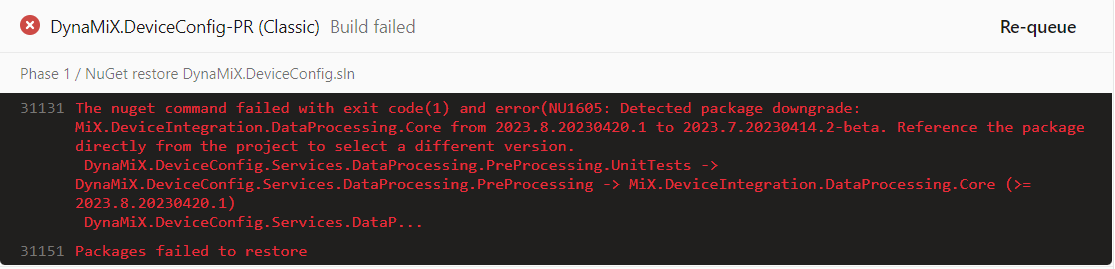 DynaMiX.DeviceConfig-PR (Classic) Build failed Re-queue
Phase 1 / NuGet restore DynaMiX.DeviceConfig.sln
31131 The nuget command failed with exit code(1) and error(NU1605: Detected package downgrade:
MiX.DeviceIntegration.DataProcessing.Core from 2023.8.20230420.1 to 2023.7.20230414.2-beta. Reference the package
directly from the project to select a different version.
DynaMiX.DeviceConfig.Services.DataProcessing.PreProcessing.UnitTests ->
DynaMiX.DeviceConfig.Services.DataProcessing.PreProcessing -> MiX.DeviceIntegration.DataProcessing.Core (>=
2023.8.20230420.1)
DynaMiX.DeviceConfig.Services.DataP...
31151 Packages failed to restore